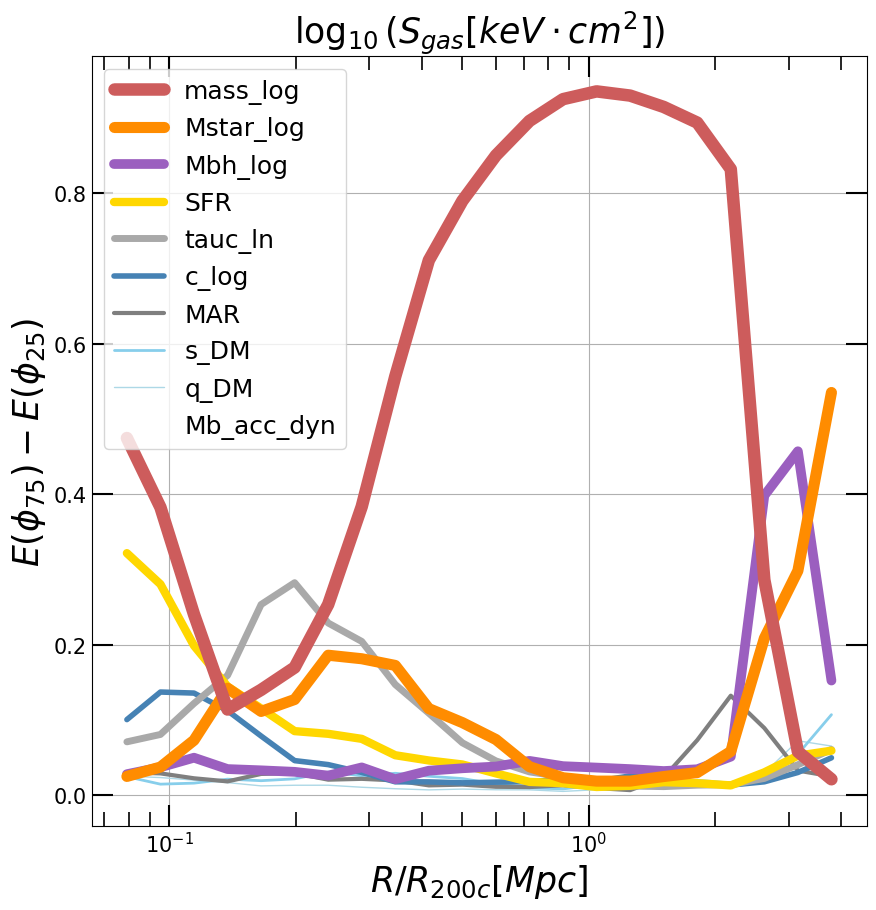 log₁₀ (S_gas[keV · cm²])
mass_log
Mstar_log
Mbh_log
SFR
tauc_ln
c_log
MAR
s_DM
q_DM
Mb_acc_dyn
E(ϕ₇₅) − E(ϕ₂₅)
0.8
0.6
0.4
0.2
0.0
10⁻¹
10⁰
R/R₂₀₀c[Mpc]